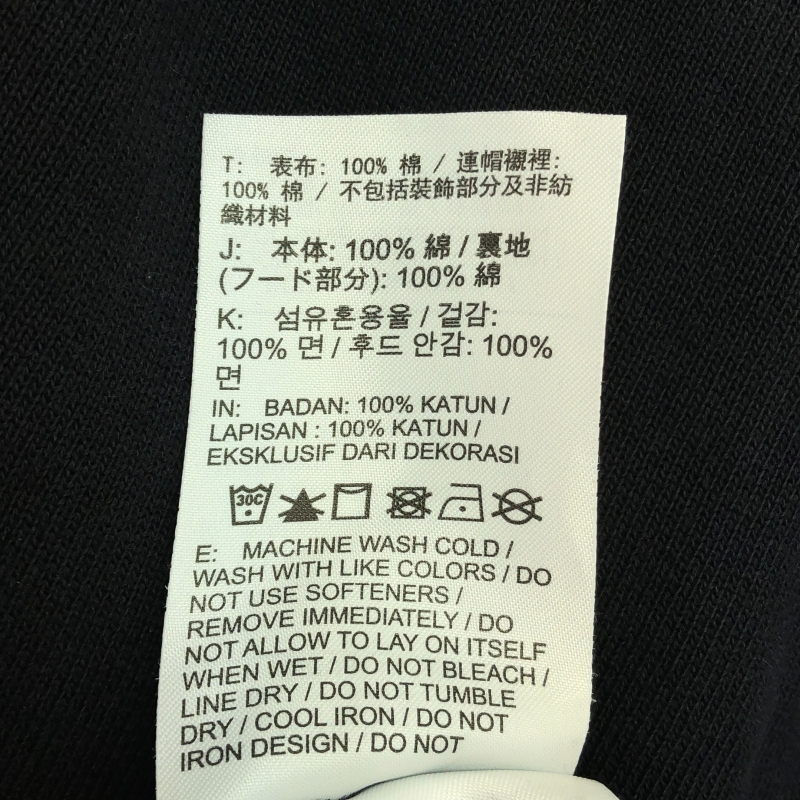 T: 表布: 100% 棉 / 連帽襯裡:
100% 棉 / 不包括裝飾部分及非紡
織材料
J: 本体: 100% 綿 / 裏地
(フード部分): 100% 綿
K: 섬유혼용율 / 겉감:
100% 면 / 후드 안감: 100%
면
IN: BADAN: 100% KATUN /
LAPISAN : 100% KATUN /
EKSKLUSIF DARI DEKORASI
30C
E: MACHINE WASH COLD /
WASH WITH LIKE COLORS / DO
NOT USE SOFTENERS /
REMOVE IMMEDIATELY / DO
NOT ALLOW TO LAY ON ITSELF
WHEN WET / DO NOT BLEACH /
LINE DRY / DO NOT TUMBLE
DRY / COOL IRON / DO NOT
IRON DESIGN / DO NOT